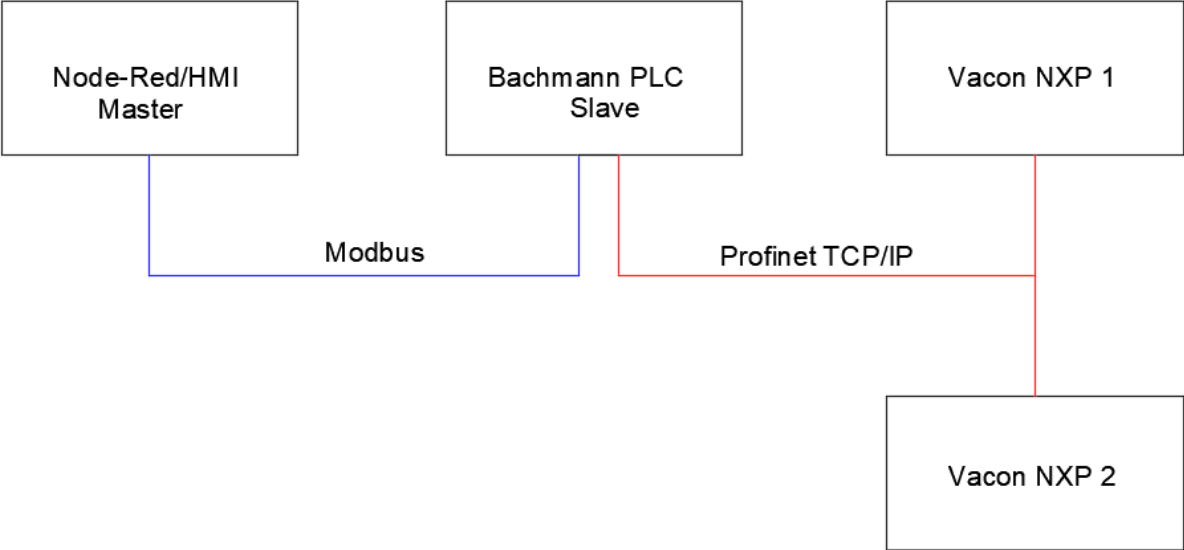 Node-Red/HMI
Master
Bachmann PLC
Slave
Vacon NXP 1
Modbus
Profinet TCP/IP
Vacon NXP 2